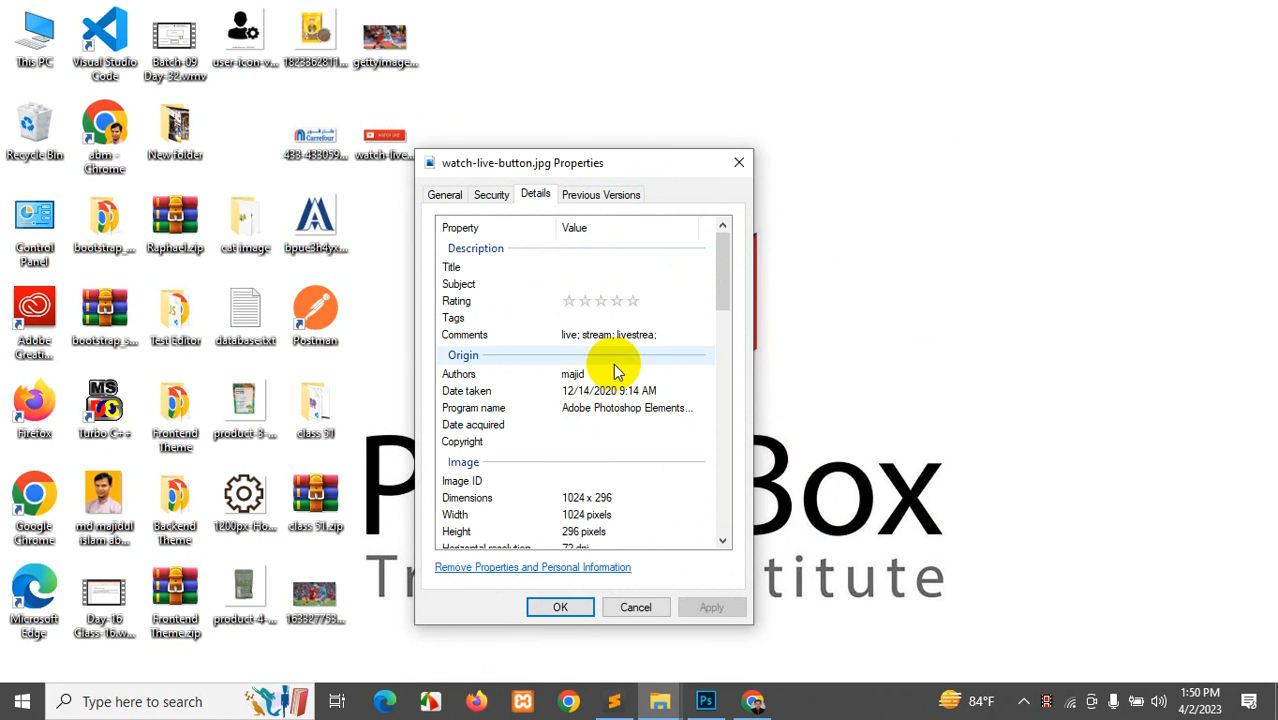 This PC
Visual Studio
Code
Batch-09
Day-32.wmv
user-icon-v...
1823362811...
gettyimage...
Recycle Bin
abm -
Chrome
New folder
433-433059...
watch-live...
Control
Panel
bootstrap_...
Raphael.zip
cat image
bpue3h4yx...
Adobe
Creati...
bootstrap_s...
Test Editor
database.txt
Postman
Firefox
Turbo C++
Frontend
Theme
product-3-...
class 51
Google
Chrome
md majidul
islam ab...
Backend
Theme
1200px-Ho...
class 51.zip
Microsoft
Edge
Day-16
Class-16.w...
Frontend
Theme.zip
product-4-...
163327753...
watch-live-button.jpg Properties
General
Security
Details
Previous Versions
Property Value
Description
Title
Subject
Rating
Tags
Comments live; stream; livestrea;
Origin
Authors majid
Date taken 12/14/2020 9:14 AM
Program name Adobe Photoshop Elements...
Date acquired
Copyright
Image
Image ID
Dimensions 1024 x 296
Width 1024 pixels
Height 296 pixels
Horizontal resolution 72 dpi
Remove Properties and Personal Information
OK
Cancel
Apply
Type here to search
84°F
1:50 PM
4/2/2023